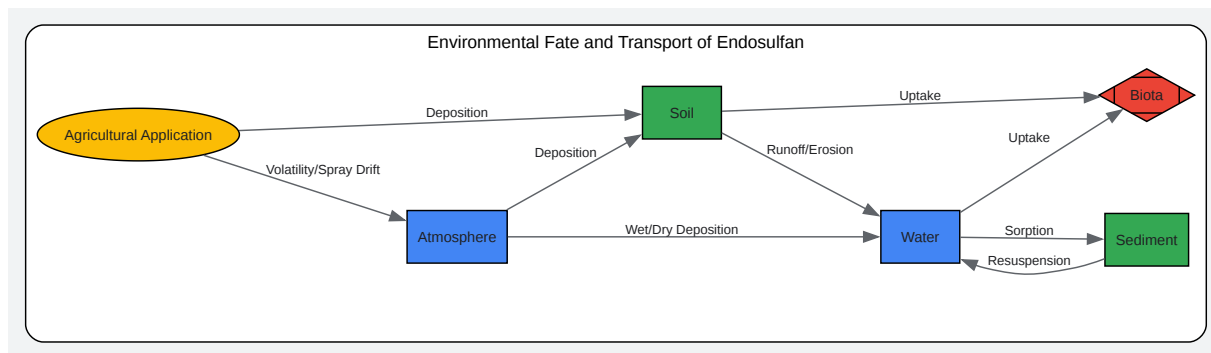 Environmental Fate and Transport of Endosulfan
Agricultural Application
Deposition
Volatility/Spray Drift
Atmosphere
Deposition
Wet/Dry Deposition
Soil
Uptake
Runoff/Erosion
Water
Uptake
Sorption
Resuspension
Biota
Sediment